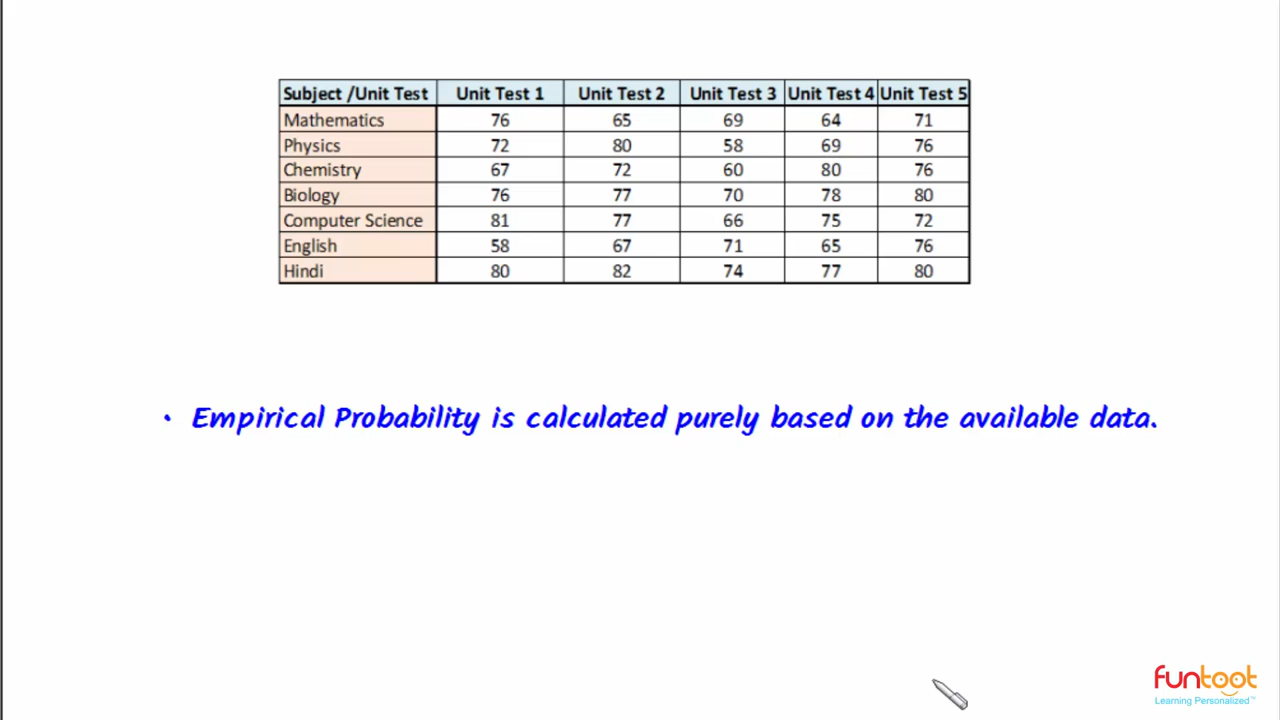 Subject /Unit Test Unit Test 1 Unit Test 2 Unit Test 3 Unit Test 4 Unit Test 5
Mathematics 76 65 69 64 71
Physics 72 80 58 69 76
Chemistry 67 72 60 80 76
Biology 76 77 70 78 80
Computer Science 81 77 66 75 72
English 58 67 71 65 76
Hindi 80 82 74 77 80
• Empirical Probability is calculated purely based on the available data.
funtoot
Learning Personalized™